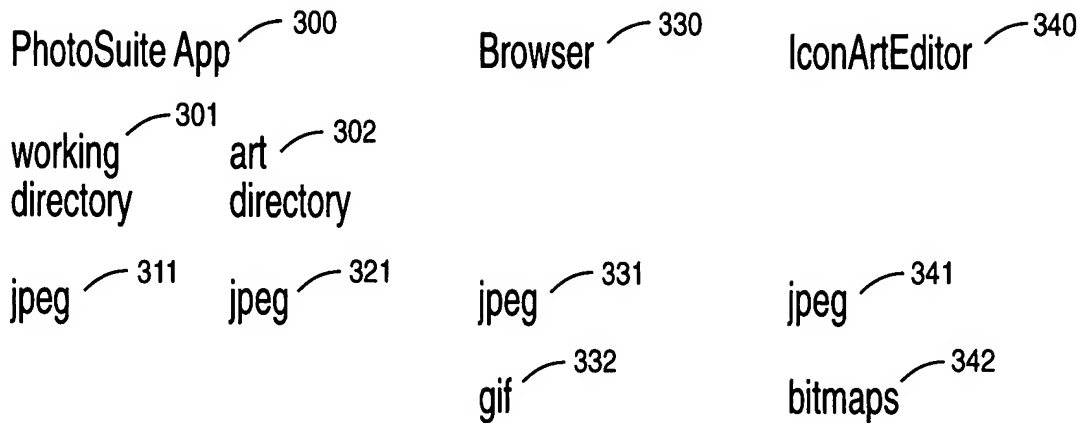 PhotoSuite App 300 Browser 330 IconArtEditor 340
working 301 art 302
directory directory
jpeg 311 jpeg 321 jpeg 331 jpeg 341
gif 332 bitmaps 342